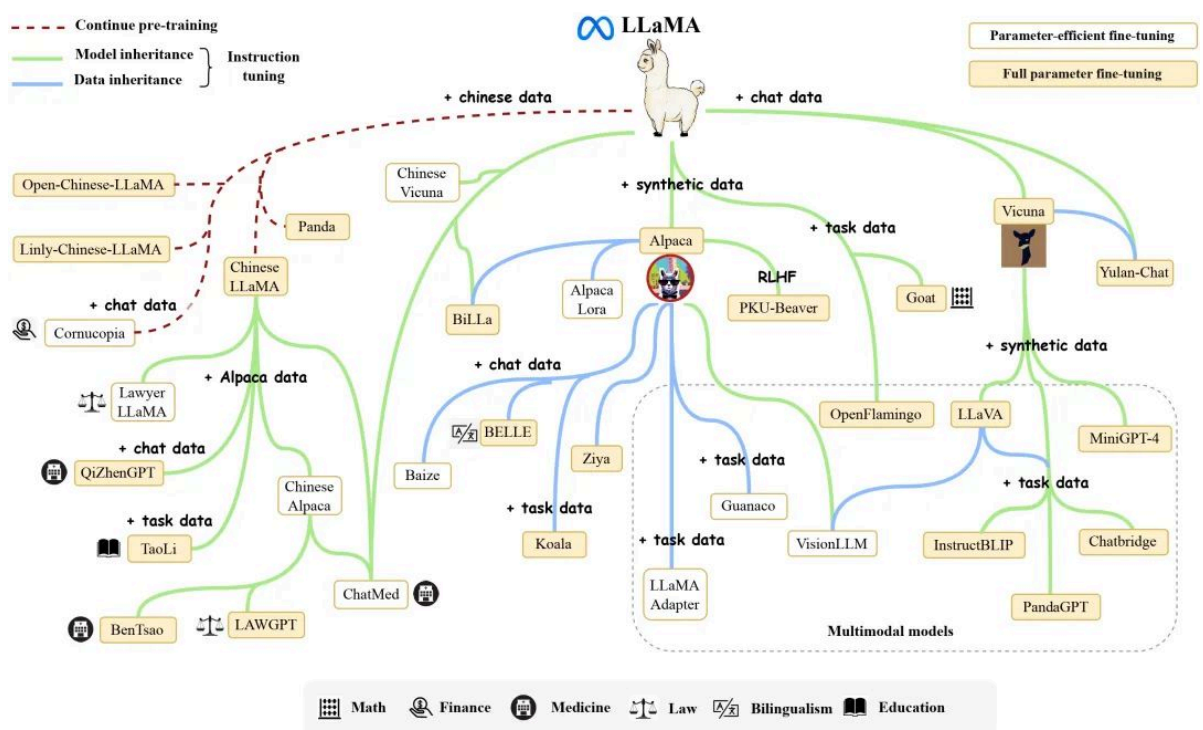 LLaMA
Continue pre-training
Model inheritance
Data inheritance
Instruction
tuning
Parameter-efficient fine-tuning
Full parameter fine-tuning
+ chinese data
+ chat data
Chinese
Vicuna
Open-Chinese-LLaMA
+ synthetic data
Panda
Vicuna
+ task data
Linly-Chinese-LLaMA
Alpaca
Chinese
LLaMA
Yulan-Chat
RLHF
Alpaca
Lora
+ chat data
BiLLa
PKU-Beaver
Goat
Cornucopia
+ synthetic data
+ chat data
+ Alpaca data
Lawyer
LLaMA
OpenFlamingo
LLaVA
BELLE
MiniGPT-4
+ chat data
Ziya
+ task data
QiZhenGPT
Baize
Chinese
Alpaca
+ task data
Guanaco
+ task data
+ task data
TaoLi
Koala
+ task data
VisionLLM
InstructBLIP
Chatbridge
ChatMed
LLaMA
Adapter
PandaGPT
BenTsao
LAWGPT
Multimodal models
Math
Finance
Medicine
Law
Bilingualism
Education